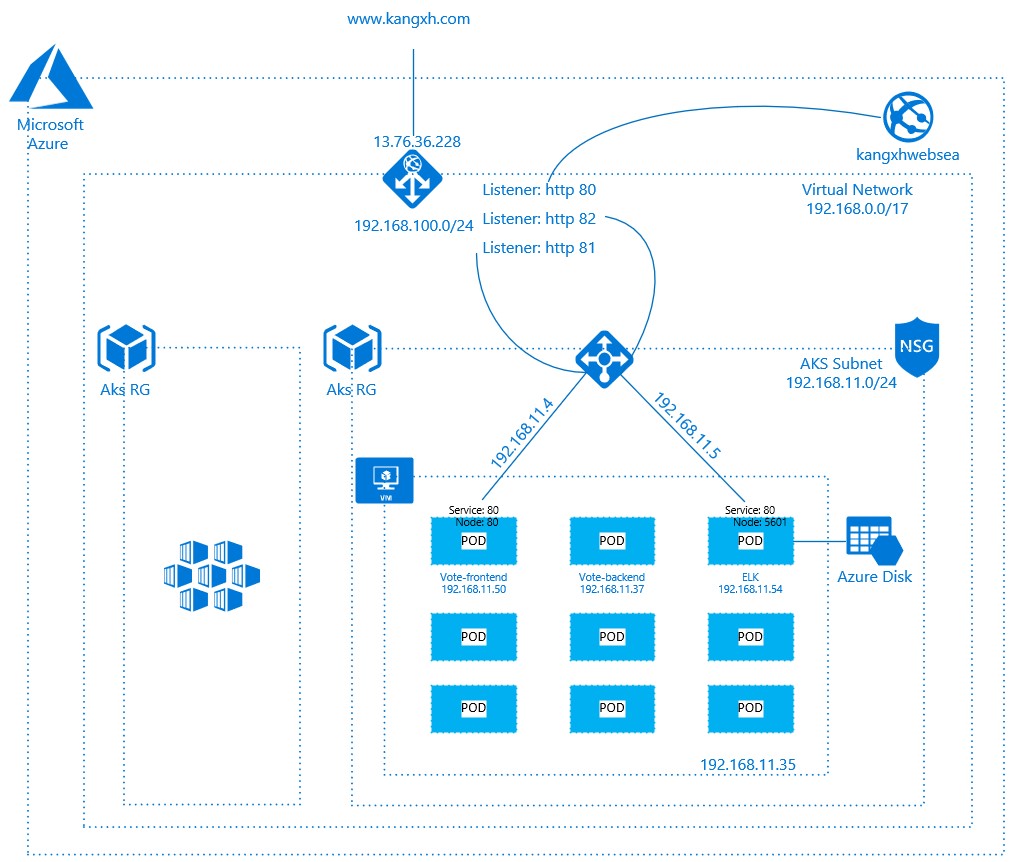 www.kangxh.com
Microsoft
Azure
13.76.36.228
kangxhwebsea
Listener: http 80
Virtual Network
192.168.0.0/17
192.168.100.0/24
Listener: http 82
Listener: http 81
NSG
AKS Subnet
192.168.11.0/24
Aks RG
Aks RG
192.168.11.4
192.168.11.5
VM
Service: 80
Node: 80
Service: 80
Node: 5601
POD
POD
POD
Vote-frontend
192.168.11.50
Vote-backend
192.168.11.37
ELK
192.168.11.54
Azure Disk
POD
POD
POD
POD
POD
POD
192.168.11.35